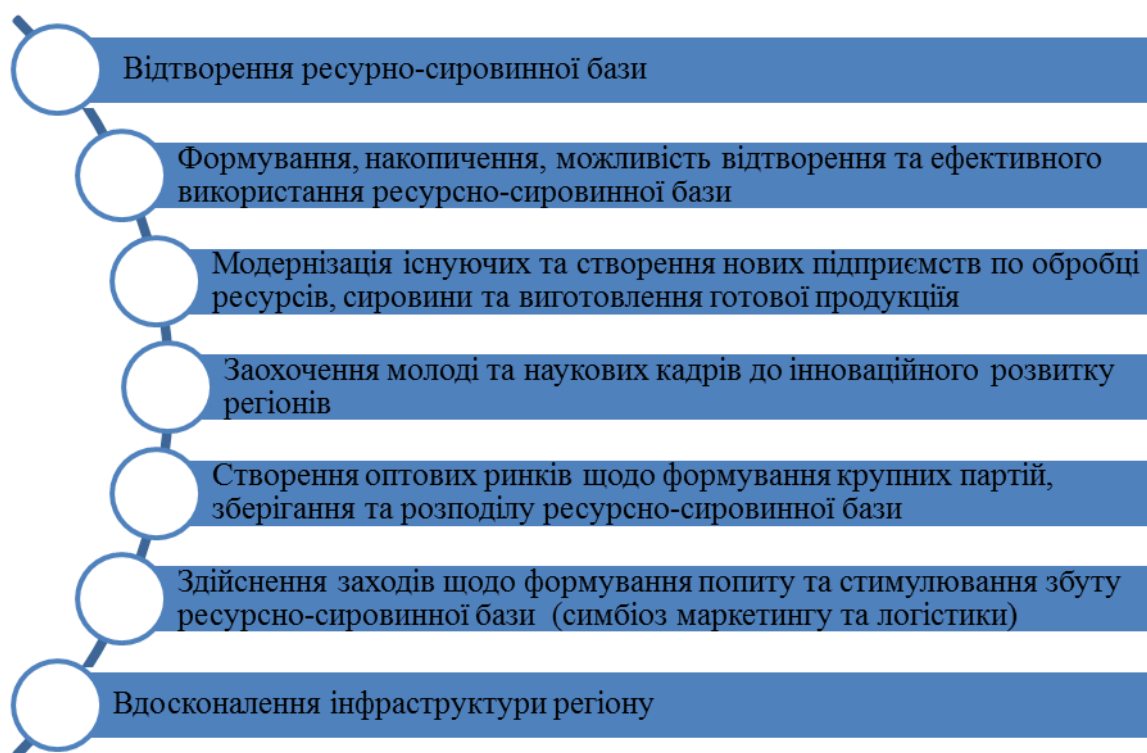 Відтворення ресурно-сировинної бази
Формування, накопичення, можливість відтворення та ефективного
використання ресурсно-сировинної бази
Модернізація існуючих та створення нових підприємств по обробці
ресурсів, сировини та виготовлення готової продукціїя
Заохочення молоді та наукових кадрів до інноваційного розвитку
регіонів
Створення оптових ринків щодо формування крупних партій,
зберігання та розподілу ресурсно-сировинної бази
Здійснення заходів щодо формування попиту та стимулювання збуту
ресурсно-сировинної бази (симбіоз маркетингу та логістики)
Вдосконалення інфраструктури регіону